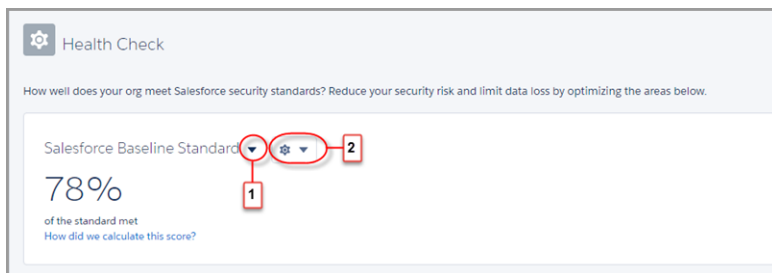 Health Check
How well does your org meet Salesforce security standards? Reduce your security risk and limit data loss by optimizing the areas below.
Salesforce Baseline Standard
2
78%
1
of the standard met
How did we calculate this score?